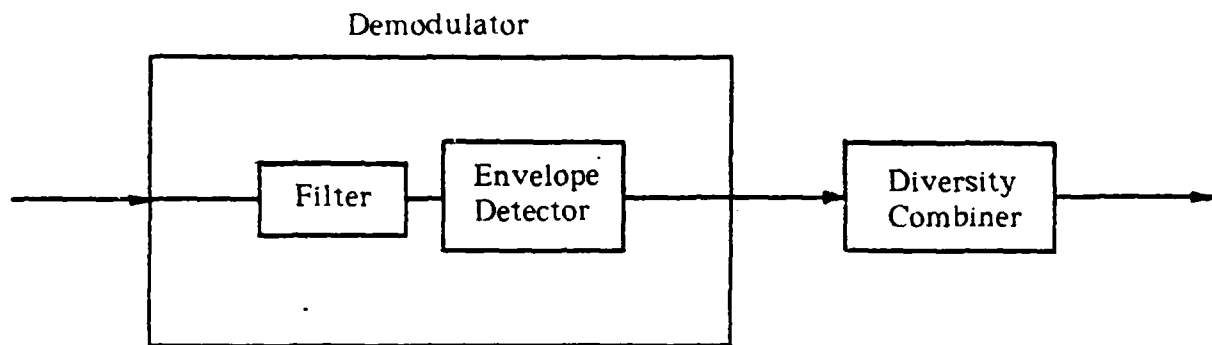 Demodulator
Filter
Envelope
Detector
Diversity
Combiner